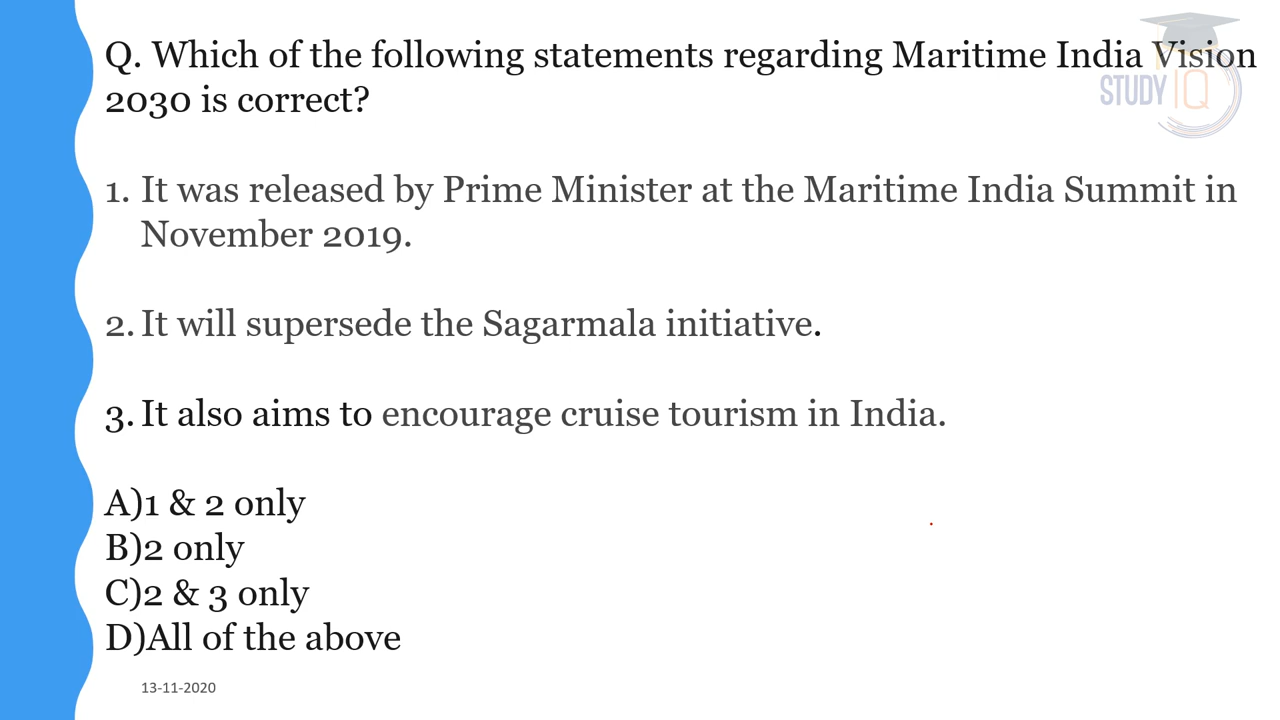 Q. Which of the following statements regarding Maritime India Vision
2030 is correct?
STUDY IQ
1. It was released by Prime Minister at the Maritime India Summit in
November 2019.
2. It will supersede the Sagarmala initiative.
3. It also aims to encourage cruise tourism in India.
A)1 & 2 only
B)2 only
C)2 & 3 only
D)All of the above
13-11-2020